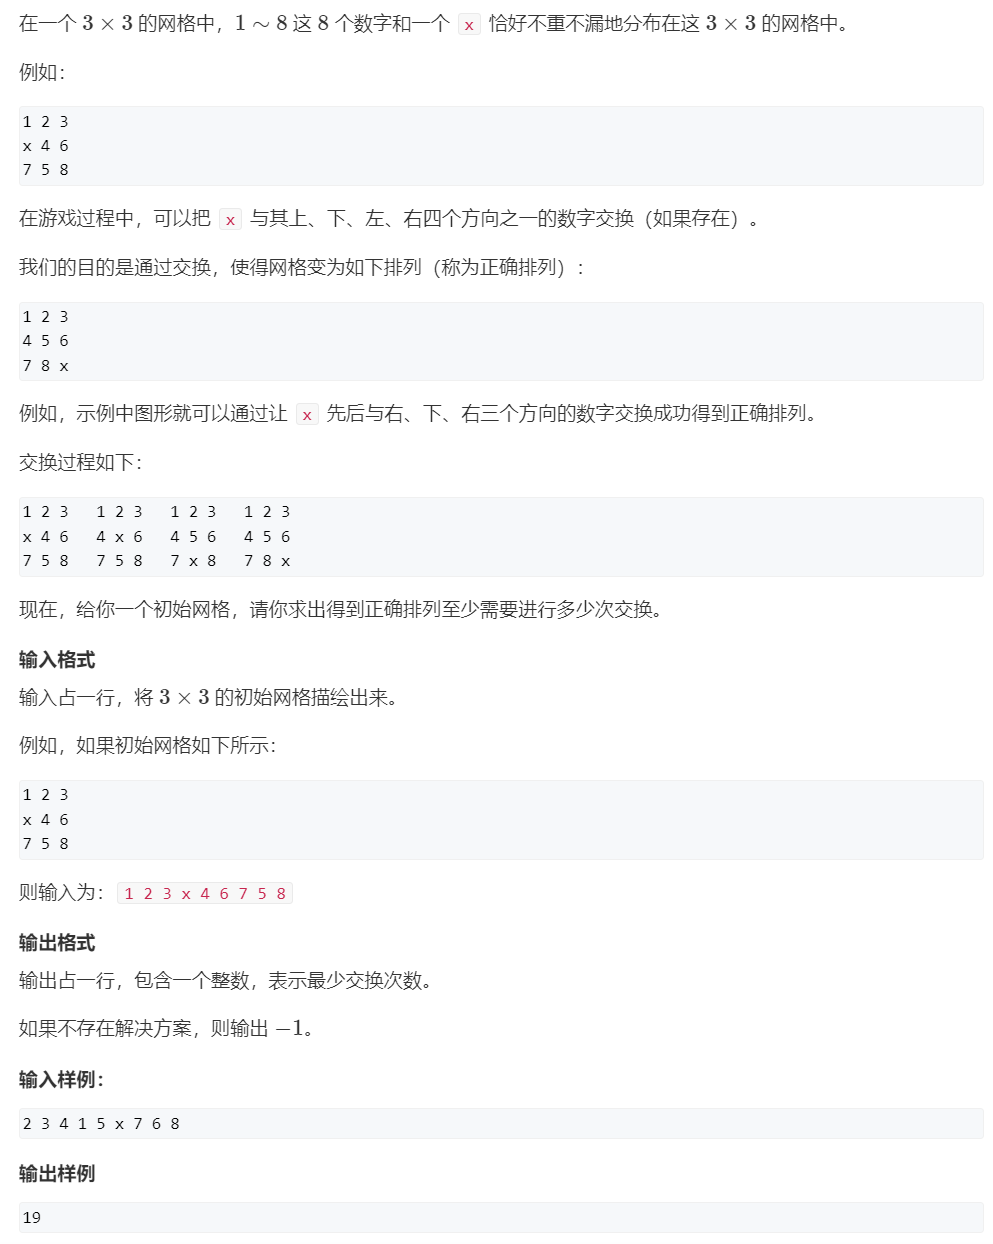 在一个 3 × 3 的网格中，1 ∼ 8 这 8 个数字和一个 x 恰好不重不漏地分布在这 3 × 3 的网格中。
例如：
1 2 3
x 4 6
7 5 8
在游戏过程中，可以把 x 与其上、下、左、右四个方向之一的数字交换（如果存在）。
我们的目的是通过交换，使得网格变为如下排列（称为正确排列）：
1 2 3
4 5 6
7 8 x
例如，示例中图形就可以通过让 x 先后与右、下、右三个方向的数字交换成功得到正确排列。
交换过程如下：
1 2 3   1 2 3   1 2 3   1 2 3
x 4 6   4 x 6   4 5 6   4 5 6
7 5 8   7 5 8   7 x 8   7 8 x
现在，给你一个初始网格，请你求出得到正确排列至少需要进行多少次交换。
输入格式
输入占一行，将 3 × 3 的初始网格描绘出来。
例如，如果初始网格如下所示：
1 2 3
x 4 6
7 5 8
则输入为：1 2 3 x 4 6 7 5 8
输出格式
输出占一行，包含一个整数，表示最少交换次数。
如果不存在解决方案，则输出 −1。
输入样例：
2 3 4 1 5 x 7 6 8
输出样例
19